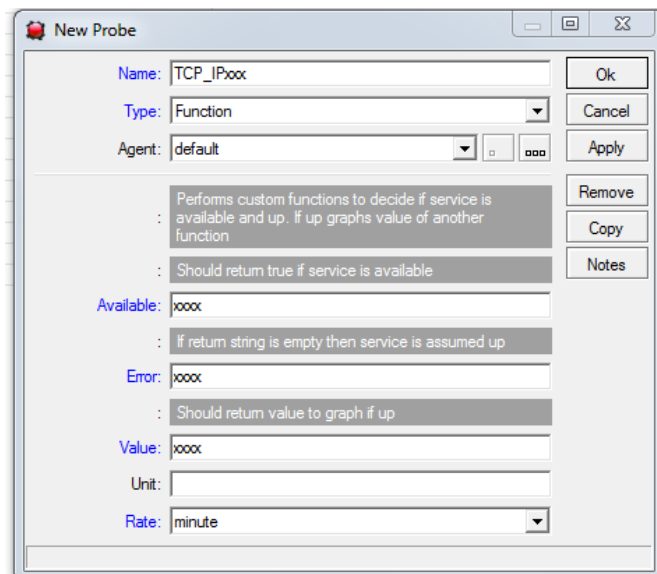 New Probe
Name: TCP_IPxxx
Ok
Type: Function
Cancel
Agent: default
Apply
Remove
: Performs custom functions to decide if service is
available and up. If up graphs value of another
function
Copy
: Should return true if service is available
Notes
Available: xxxx
: If return string is empty then service is assumed up
Error: xxxx
: Should return value to graph if up
Value: xxxx
Unit:
Rate: minute